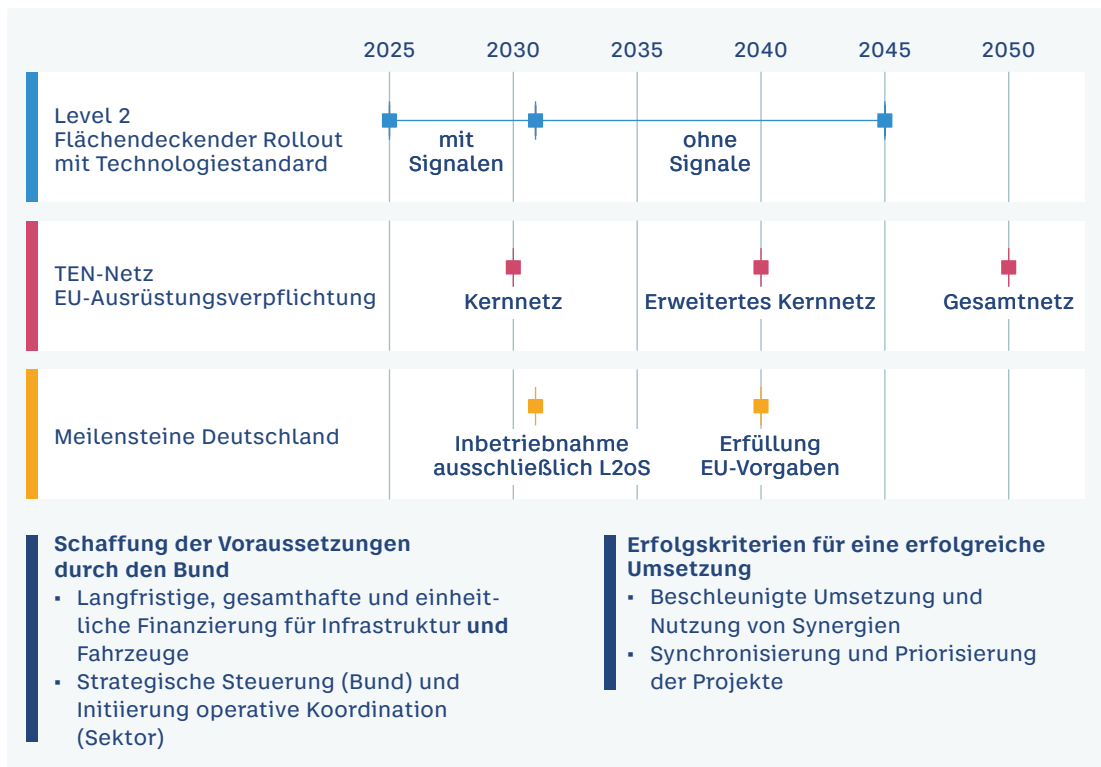 2025 2030 2035 2040 2045 2050
Level 2
Flächendeckender Rollout
mit Technologiestandard
mit
Signalen
ohne
Signale
TEN-Netz
EU-Ausrüstungsverpflichtung
Kernnetz
Erweitertes Kernnetz
Gesamtnetz
Meilensteine Deutschland
Inbetriebnahme
ausschließlich L2oS
Erfüllung
EU-Vorgaben
Schaffung der Voraussetzungen
durch den Bund
▪ Langfristige, gesamthafte und einheit-
liche Finanzierung für Infrastruktur und
Fahrzeuge
▪ Strategische Steuerung (Bund) und
Initiierung operative Koordination
(Sektor)
Erfolgskriterien für eine erfolgreiche
Umsetzung
▪ Beschleunigte Umsetzung und
Nutzung von Synergien
▪ Synchronisierung und Priorisierung
der Projekte